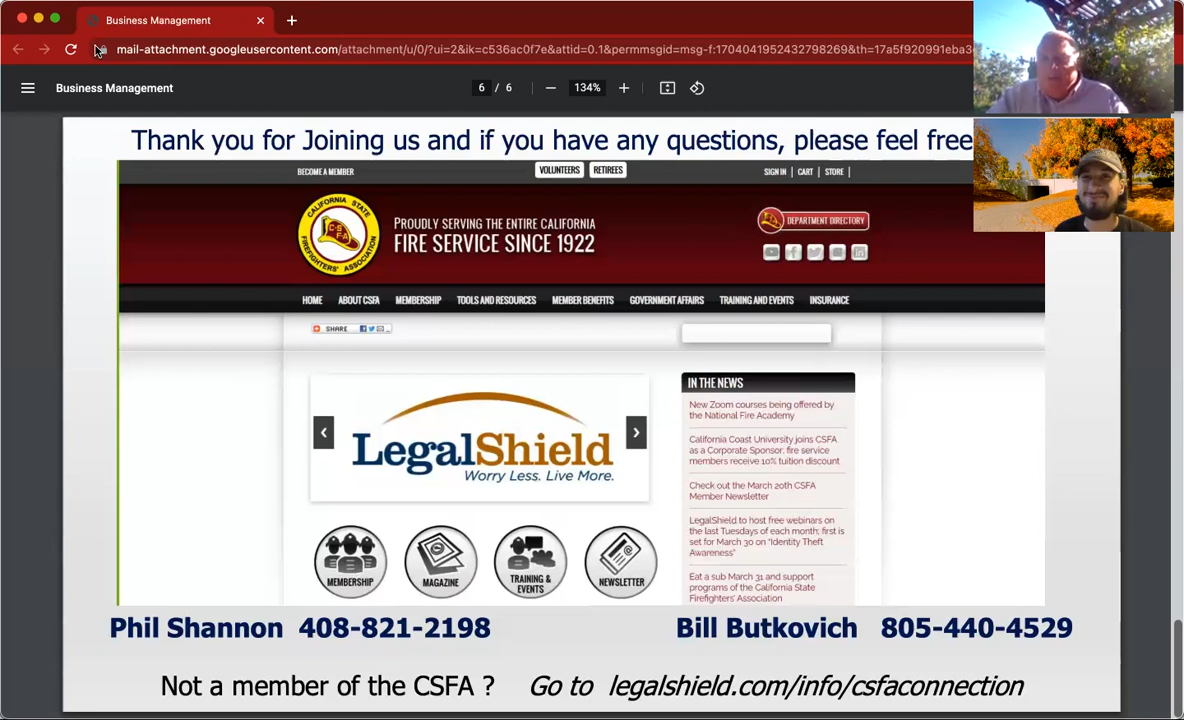 Business Management
mail-attachment.googleusercontent.com/attachment/u/0/?ui=2&ik=c536ac0f7e&attid=0.1&permmsgid=msg-f:1704041952432798269&th=17a5f920991eba3
Business Management
6 / 6
134%
Thank you for Joining us and if you have any questions, please feel free
BECOME A MEMBER
VOLUNTEERS
RETIREES
SIGN IN | CART | STORE |
CALIFORNIA STATE
C-S
F-A
FIREFIGHTERS' ASSOCIATION
PROUDLY SERVING THE ENTIRE CALIFORNIA
FIRE SERVICE SINCE 1922
DEPARTMENT DIRECTORY
HOME
ABOUT CSFA
MEMBERSHIP
TOOLS AND RESOURCES
MEMBER BENEFITS
GOVERNMENT AFFAIRS
TRAINING AND EVENTS
INSURANCE
SHARE
LegalShield
Worry Less. Live More.
MEMBERSHIP
MAGAZINE
TRAINING &
EVENTS
NEWSLETTER
IN THE NEWS
New Zoom courses being offered by
the National Fire Academy
California Coast University joins CSFA
as a Corporate Sponsor; fire service
members receive 10% tuition discount
Check out the March 20th CSFA
Member Newsletter
LegalShield to host free webinars on
the last Tuesdays of each month; first is
set for March 30 on "Identity Theft
Awareness"
Eat a sub March 31 and support
programs of the California State
Firefighters' Association
Phil Shannon 408-821-2198
Bill Butkovich 805-440-4529
Not a member of the CSFA ? Go to legalshield.com/info/csfaconnection